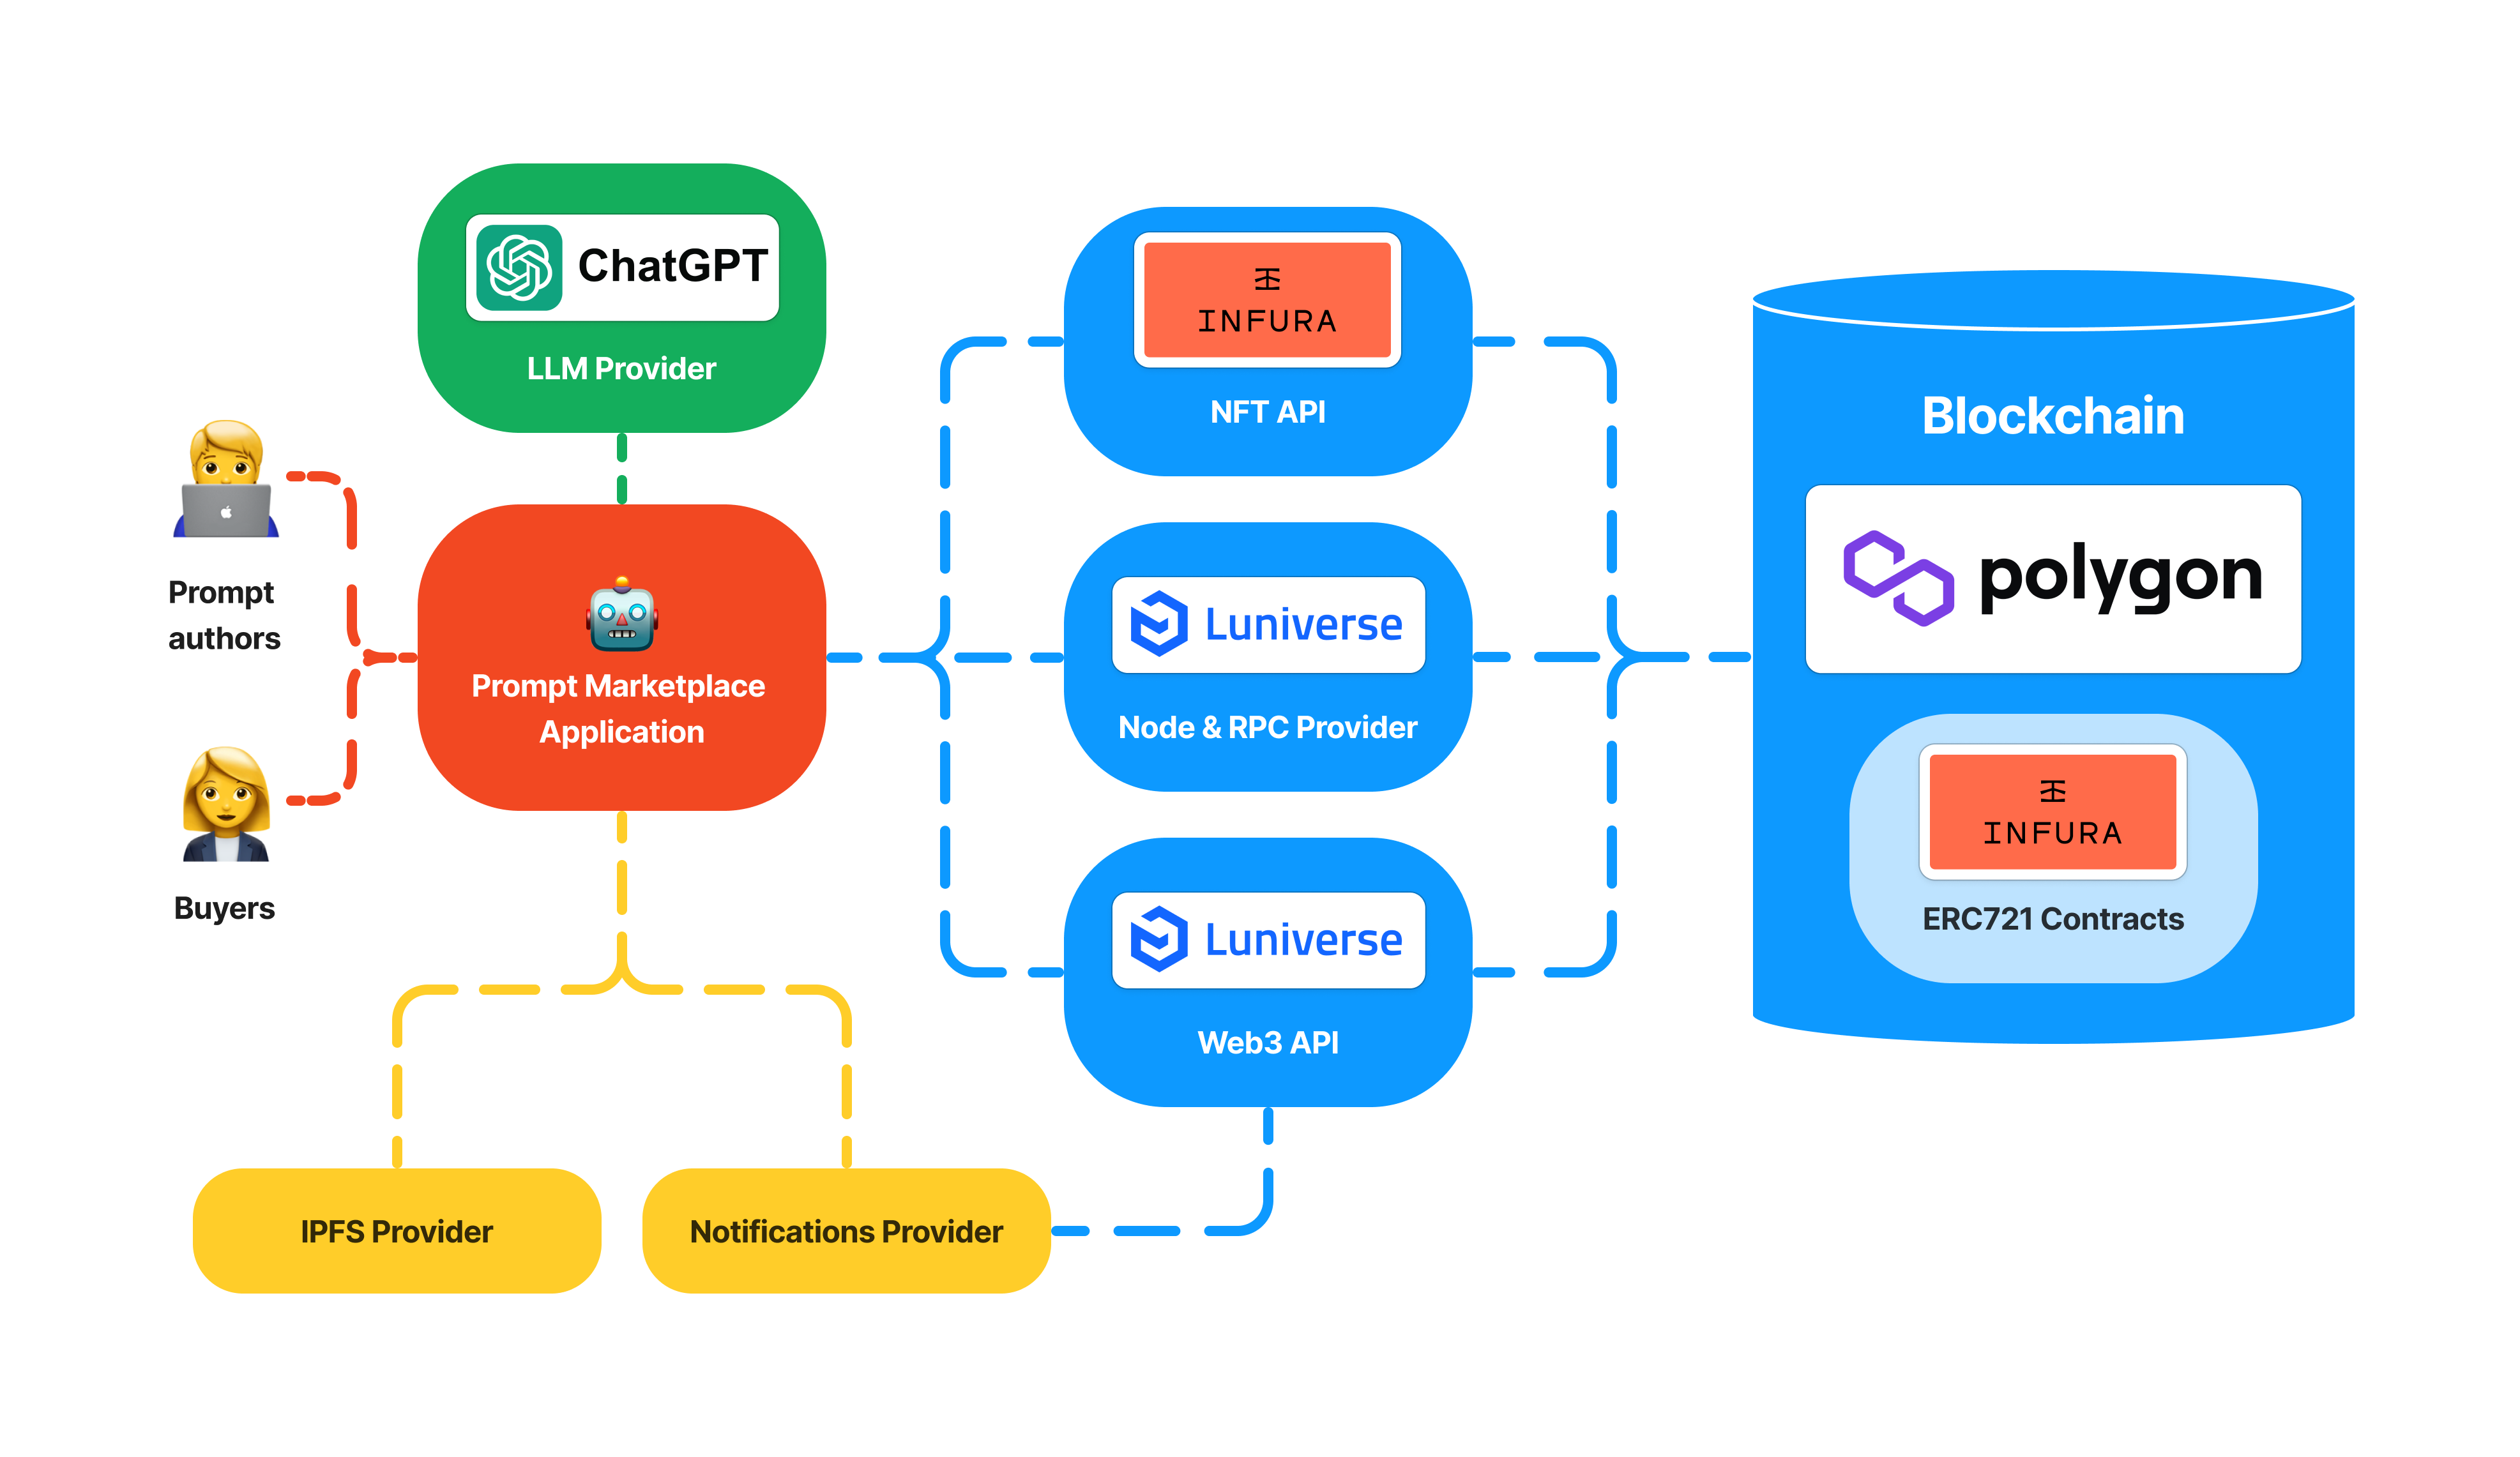 ChatGPT
LLM Provider
Prompt
authors
Buyers
Prompt Marketplace
Application
INFURA
NFT API
Luniverse
Node & RPC Provider
Luniverse
Web3 API
Blockchain
polygon
INFURA
ERC721 Contracts
IPFS Provider
Notifications Provider